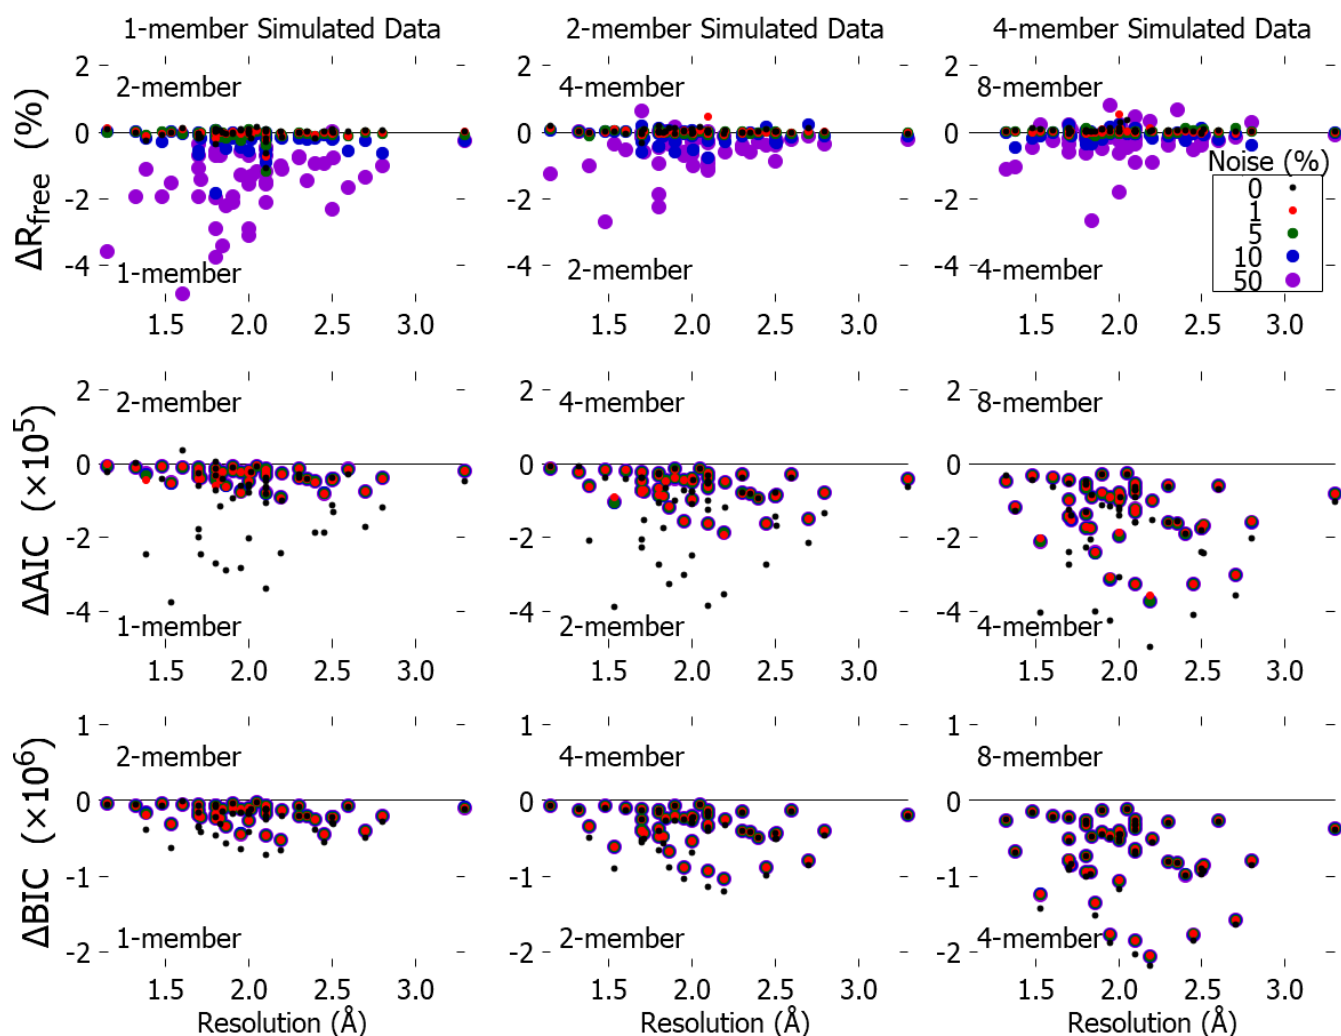 1-member Simulated Data 2-member Simulated Data 4-member Simulated Data
ΔRfree (%)
2 2 2
2-member 4-member 8-member
0 0 0
-2 -2 -2
-4 -4 -4
1-member 2-member 4-member
Noise (%)
0
1
5
10
50
1.5 2.0 2.5 3.0 1.5 2.0 2.5 3.0 1.5 2.0 2.5 3.0
ΔAIC (×10⁵)
2 2 2
2-member 4-member 8-member
0 0 0
-2 -2 -2
-4 -4 -4
1-member 2-member 4-member
1.5 2.0 2.5 3.0 1.5 2.0 2.5 3.0 1.5 2.0 2.5 3.0
ΔBIC (×10⁶)
1 1 1
2-member 4-member 8-member
0 0 0
-1 -1 -1
1-member 2-member 4-member
-2 -2 -2
1.5 2.0 2.5 3.0 1.5 2.0 2.5 3.0 1.5 2.0 2.5 3.0
Resolution (Å) Resolution (Å) Resolution (Å)